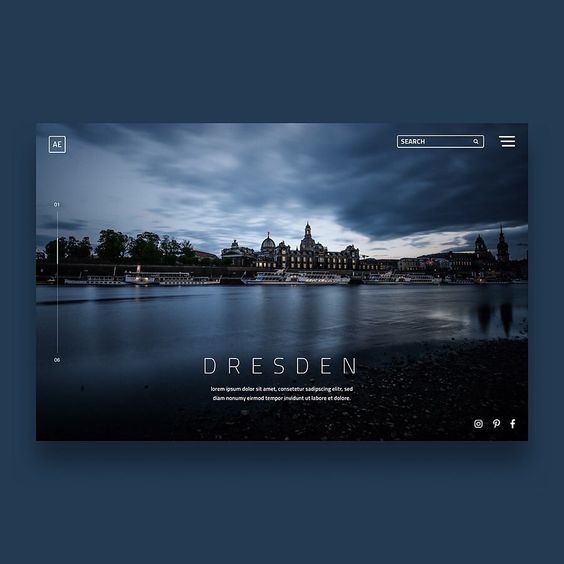 AE
SEARCH
01
06
DRESDEN
lorem ipsum dolor sit amet, consetetur sadipscing elitr, sed
diam nonumy eirmod tempor invidunt ut labore et dolore.